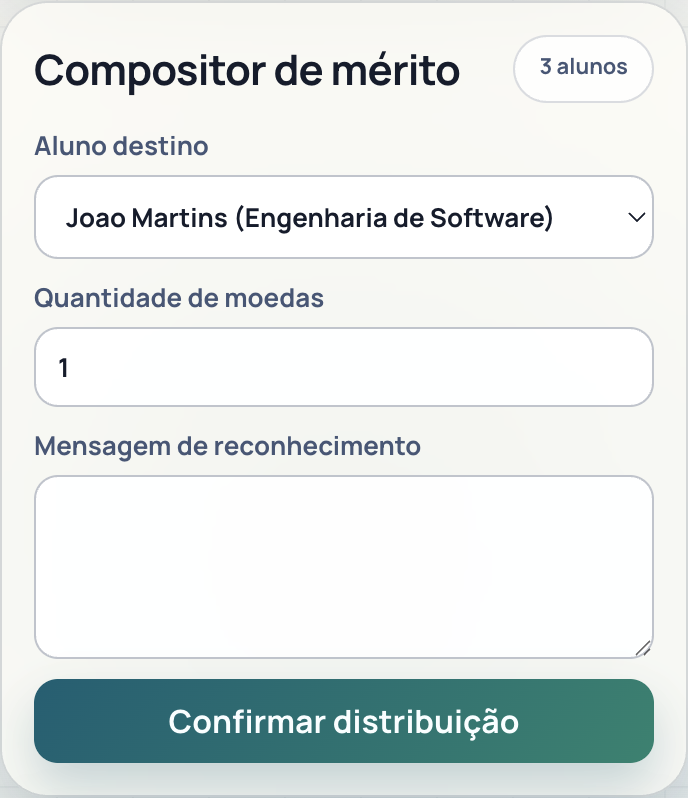 Compositor de mérito
3 alunos
Aluno destino
Joao Martins (Engenharia de Software)
Quantidade de moedas
1
Mensagem de reconhecimento
Confirmar distribuição